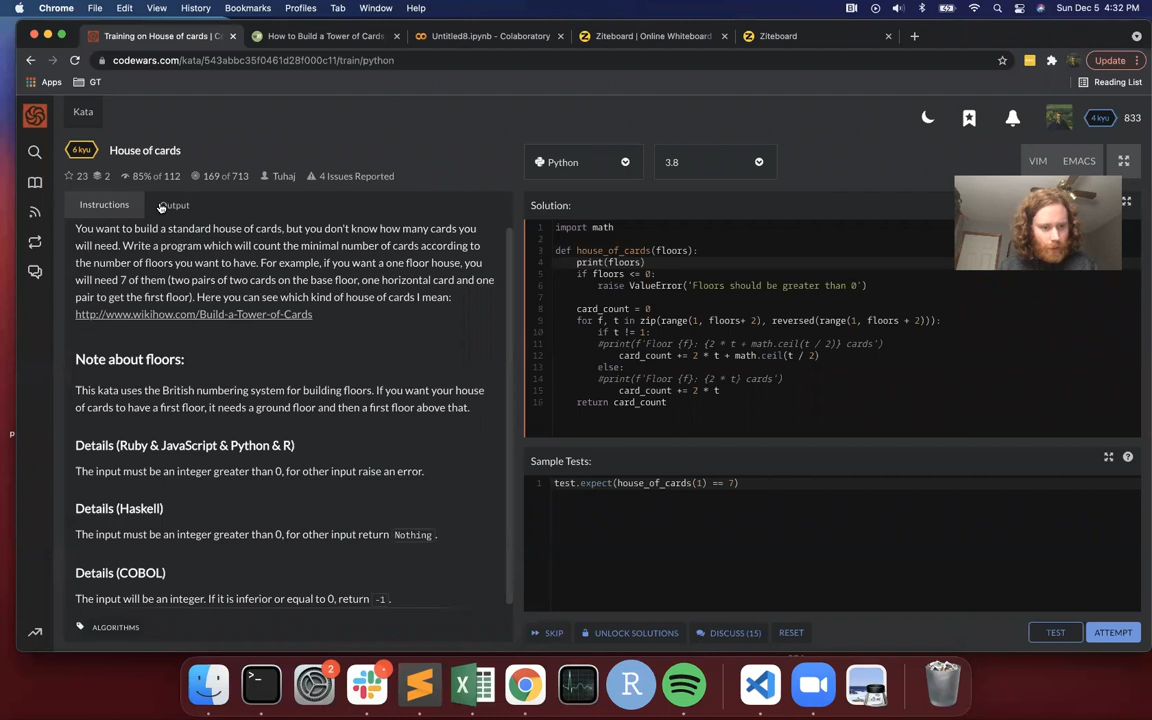 Chrome File Edit View History Bookmarks Profiles Tab Window Help
Sun Dec 5 4:32 PM
Training on House of cards | C
How to Build a Tower of Cards
Untitled8.ipynb - Colaboratory
Ziteboard | Online Whiteboard
Ziteboard
codewars.com/kata/543abbc35f0461d28f000c11/train/python
Update
Apps
GT
Reading List
Kata
4 kyu
833
6 kyu
House of cards
23 2 85% of 112 169 of 713 Tuhaj 4 Issues Reported
Python
3.8
VIM
EMACS
Instructions
Output
You want to build a standard house of cards, but you don't know how many cards you
will need. Write a program which will count the minimal number of cards according to
the number of floors you want to have. For example, if you want a one floor house, you
will need 7 of them (two pairs of two cards on the base floor, one horizontal card and one
pair to get the first floor). Here you can see which kind of house of cards I mean:
http://www.wikihow.com/Build-a-Tower-of-Cards
Note about floors:
This kata uses the British numbering system for building floors. If you want your house
of cards to have a first floor, it needs a ground floor and then a first floor above that.
Details (Ruby & JavaScript & Python & R)
The input must be an integer greater than 0, for other input raise an error.
Details (Haskell)
The input must be an integer greater than 0, for other input return Nothing .
Details (COBOL)
The input will be an integer. If it is inferior or equal to 0, return -1 .
ALGORITHMS
Solution:
1 import math
2
3 def house_of_cards(floors):
4 print(floors)
5 if floors <= 0:
6 raise ValueError('Floors should be greater than 0')
7
8 card_count = 0
9 for f, t in zip(range(1, floors+ 2), reversed(range(1, floors + 2))):
10 if t != 1:
11 #print(f'Floor {f}: {2 * t + math.ceil(t / 2)} cards')
12 card_count += 2 * t + math.ceil(t / 2)
13 else:
14 #print(f'Floor {f}: {2 * t} cards')
15 card_count += 2 * t
16 return card_count
Sample Tests:
1 test.expect(house_of_cards(1) == 7)
SKIP
UNLOCK SOLUTIONS
DISCUSS (15)
RESET
TEST
ATTEMPT
2